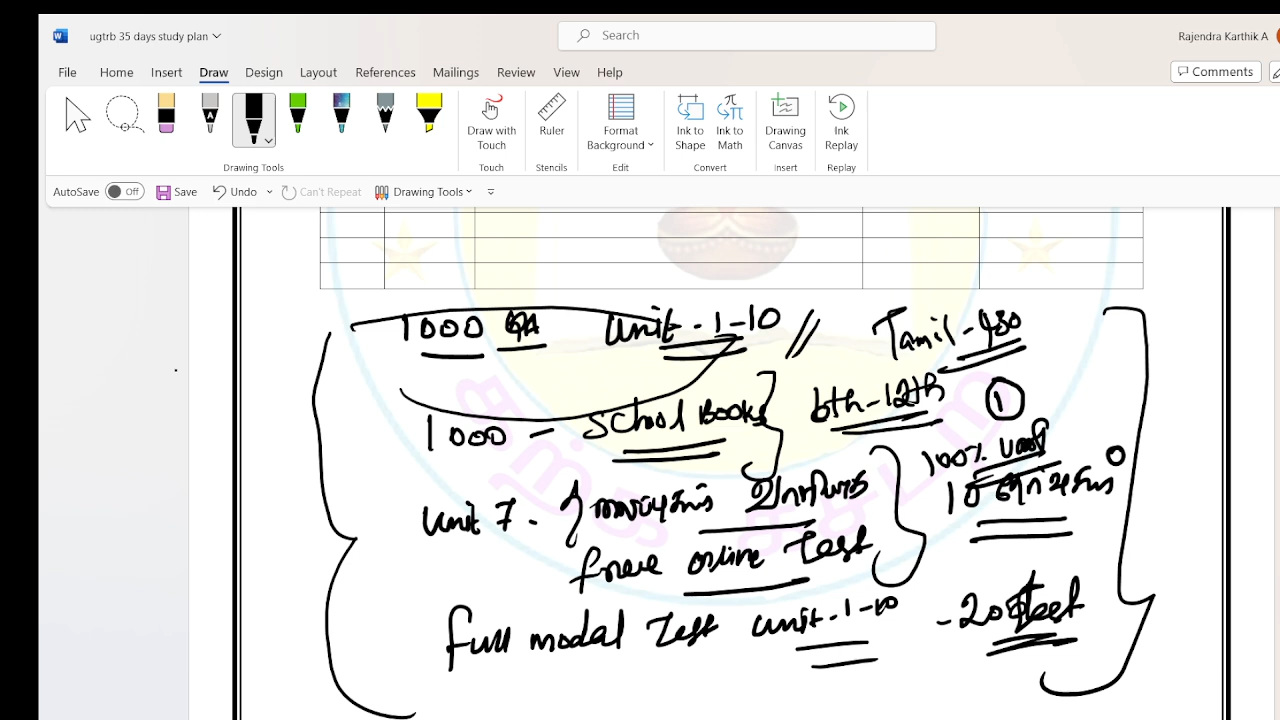 ugtrb 35 days study plan
Search
Rajendra Karthik A
File Home Insert Draw Design Layout References Mailings Review View Help
Comments
Draw with Touch
Ruler
Format Background
Ink to Shape
Ink to Math
Drawing Canvas
Ink Replay
Drawing Tools Touch Stencils Edit Convert Insert Replay
AutoSave Off Save Undo Can't Repeat Drawing Tools
1000 unit - 1-10 // Tamil -
1000 - School Books 6th-12th 1
100%
unit 7 - 10
free online Test
full modal Test unit - 1-10 - 20 Test